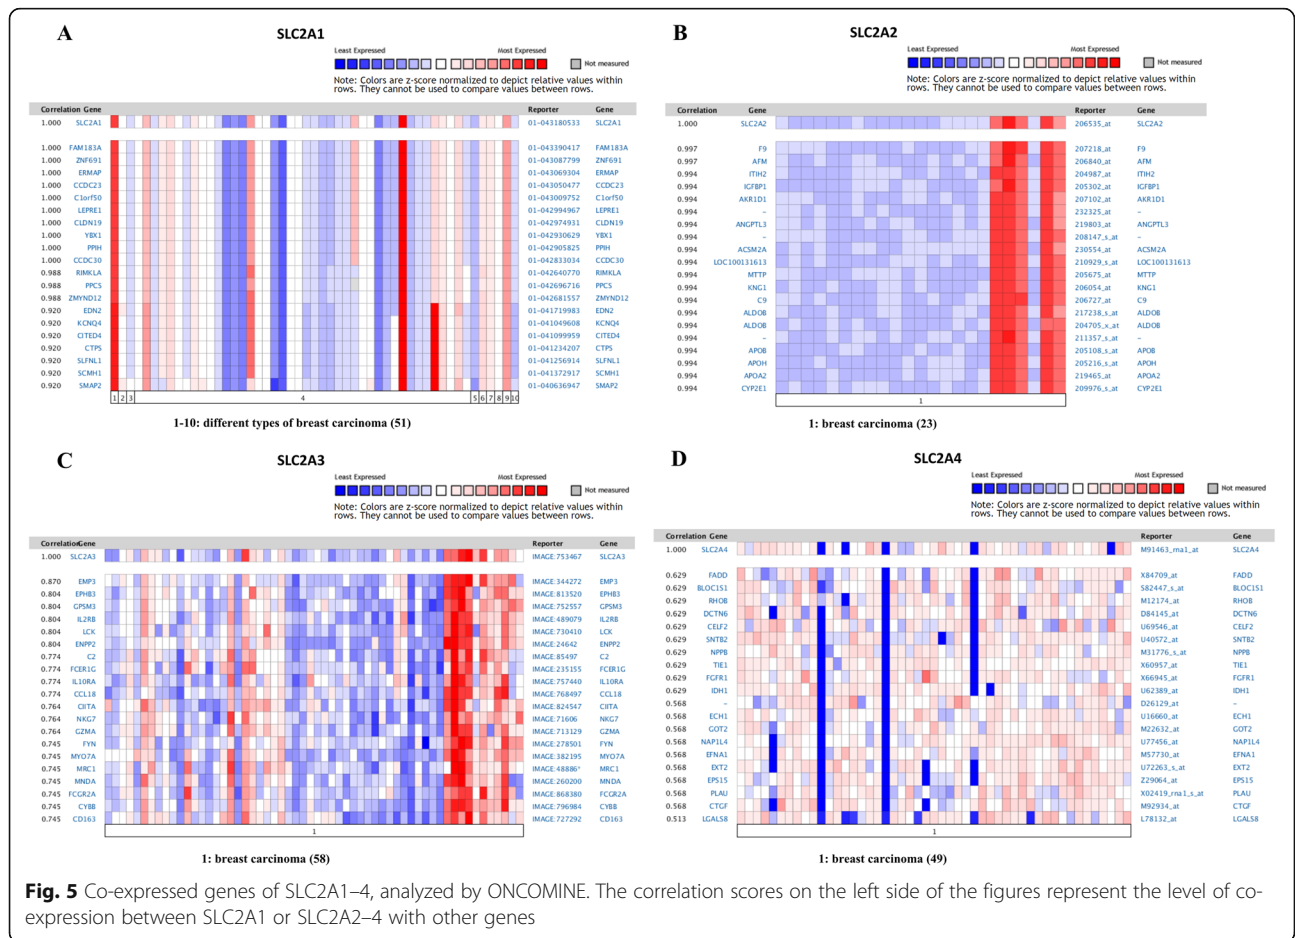 A
SLC2A1
Least Expressed Most Expressed
Not measured
Note: Colors are z-score normalized to depict relative values within
rows. They cannot be used to compare values between rows.
Correlation Gene Reporter Gene
1.000 SLC2A1 01-043180533 SLC2A1
1.000 FAM183A 01-043390417 FAM183A
1.000 ZNF691 01-043087799 ZNF691
1.000 ERMAP 01-043069304 ERMAP
1.000 CCDC23 01-043050477 CCDC23
1.000 C1orf50 01-043009752 C1orf50
1.000 LEPRE1 01-042994967 LEPRE1
1.000 CLDN19 01-042974931 CLDN19
1.000 YBX1 01-042930629 YBX1
1.000 PPIH 01-042905825 PPIH
1.000 CCDC30 01-042833034 CCDC30
0.988 RIMKLA 01-042640770 RIMKLA
0.988 PPCS 01-042696716 PPCS
0.988 ZMYND12 01-042681557 ZMYND12
0.920 EDN2 01-041719983 EDN2
0.920 KCNQ4 01-041049608 KCNQ4
0.920 CITED4 01-041099959 CITED4
0.920 CTPS 01-041234207 CTPS
0.920 SLFNL1 01-041256914 SLFNL1
0.920 SCMH1 01-041372917 SCMH1
0.920 SMAP2 01-040636947 SMAP2
1 2 3 4 5 6 7 8 9 10
1-10: different types of breast carcinoma (51)
B
SLC2A2
Least Expressed Most Expressed
Not measured
Note: Colors are z-score normalized to depict relative values within
rows. They cannot be used to compare values between rows.
Correlation Gene Reporter Gene
1.000 SLC2A2 206535_at SLC2A2
0.997 F9 207218_at F9
0.997 AFM 206840_at AFM
0.994 ITIH2 204987_at ITIH2
0.994 IGFBP1 205302_at IGFBP1
0.994 AKR1D1 207102_at AKR1D1
0.994 – 232325_at –
0.994 ANGPTL3 219803_at ANGPTL3
0.994 – 208147_s_at –
0.994 ACSM2A 230554_at ACSM2A
0.994 LOC100131613 210929_s_at LOC100131613
0.994 MTTP 205675_at MTTP
0.994 KNG1 206054_at KNG1
0.994 C9 206727_at C9
0.994 ALDOB 217238_s_at ALDOB
0.994 ALDOB 204705_x_at ALDOB
0.994 – 211357_s_at –
0.994 APOB 205108_s_at APOB
0.994 APOH 205216_s_at APOH
0.994 APOA2 219465_at APOA2
0.994 CYP2E1 209976_s_at CYP2E1
1
1: breast carcinoma (23)
C
SLC2A3
Least Expressed Most Expressed
Not measured
Note: Colors are z-score normalized to depict relative values within
rows. They cannot be used to compare values between rows.
CorrelationGene Reporter Gene
1.000 SLC2A3 IMAGE:753467 SLC2A3
0.870 EMP3 IMAGE:344272 EMP3
0.804 EPHB3 IMAGE:813520 EPHB3
0.804 GPSM3 IMAGE:752557 GPSM3
0.804 IL2RB IMAGE:489079 IL2RB
0.804 LCK IMAGE:730410 LCK
0.804 ENPP2 IMAGE:24642 ENPP2
0.774 C2 IMAGE:85497 C2
0.774 FCER1G IMAGE:235155 FCER1G
0.774 IL10RA IMAGE:757440 IL10RA
0.774 CCL18 IMAGE:768497 CCL18
0.764 CIITA IMAGE:824547 CIITA
0.764 NKG7 IMAGE:71606 NKG7
0.764 GZMA IMAGE:713129 GZMA
0.745 FYN IMAGE:278501 FYN
0.745 MYO7A IMAGE:382195 MYO7A
0.745 MRC1 IMAGE:48886* MRC1
0.745 MNDA IMAGE:260200 MNDA
0.745 FCGR2A IMAGE:868380 FCGR2A
0.745 CYBB IMAGE:796984 CYBB
0.745 CD163 IMAGE:727292 CD163
1
1: breast carcinoma (58)
D
SLC2A4
Least Expressed Most Expressed
Not measured
Note: Colors are z-score normalized to depict relative values within
rows. They cannot be used to compare values between rows.
Correlation Gene Reporter Gene
1.000 SLC2A4 M91463_rna1_at SLC2A4
0.629 FADD X84709_at FADD
0.629 BLOC1S1 S82447_s_at BLOC1S1
0.629 RHOB M12174_at RHOB
0.629 DCTN6 D84145_at DCTN6
0.629 CELF2 U69546_at CELF2
0.629 SNTB2 U40572_at SNTB2
0.629 NPPB M31776_s_at NPPB
0.629 TIE1 X60957_at TIE1
0.629 FGFR1 X66945_at FGFR1
0.629 IDH1 U62389_at IDH1
0.568 – D26129_at –
0.568 ECH1 U16660_at ECH1
0.568 GOT2 M22632_at GOT2
0.568 NAP1L4 U77456_at NAP1L4
0.568 EFNA1 M57730_at EFNA1
0.568 EXT2 U72263_s_at EXT2
0.568 EPS15 Z29064_at EPS15
0.568 PLAU X02419_rna1_s_at PLAU
0.568 CTGF M92934_at CTGF
0.513 LGALS8 L78132_at LGALS8
1
1: breast carcinoma (49)
Fig. 5 Co-expressed genes of SLC2A1–4, analyzed by ONCOMINE. The correlation scores on the left side of the figures represent the level of co-
expression between SLC2A1 or SLC2A2–4 with other genes